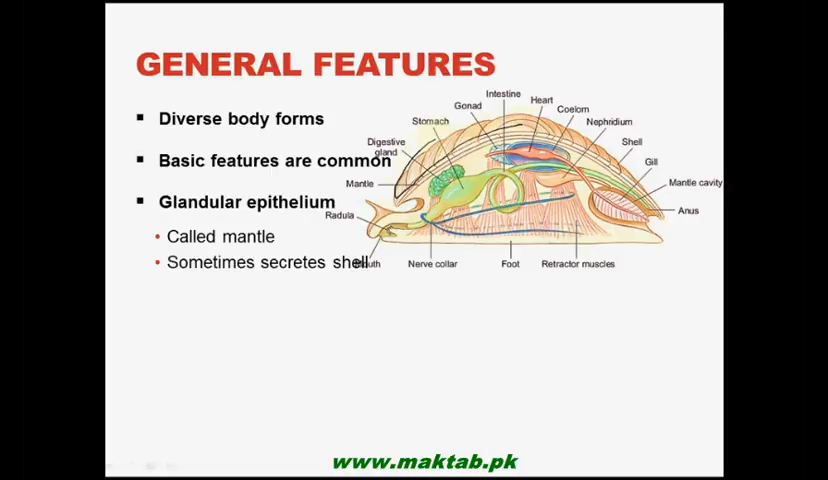 GENERAL FEATURES
Diverse body forms
Basic features are common
Glandular epithelium
Called mantle
Sometimes secretes shell
Intestine
Gonad
Heart
Coelom
Stomach
Nephridium
Digestive
gland
Shell
Gill
Mantle
Mantle cavity
Radula
Anus
Mouth
Nerve collar
Foot
Retractor muscles
www.maktab.pk